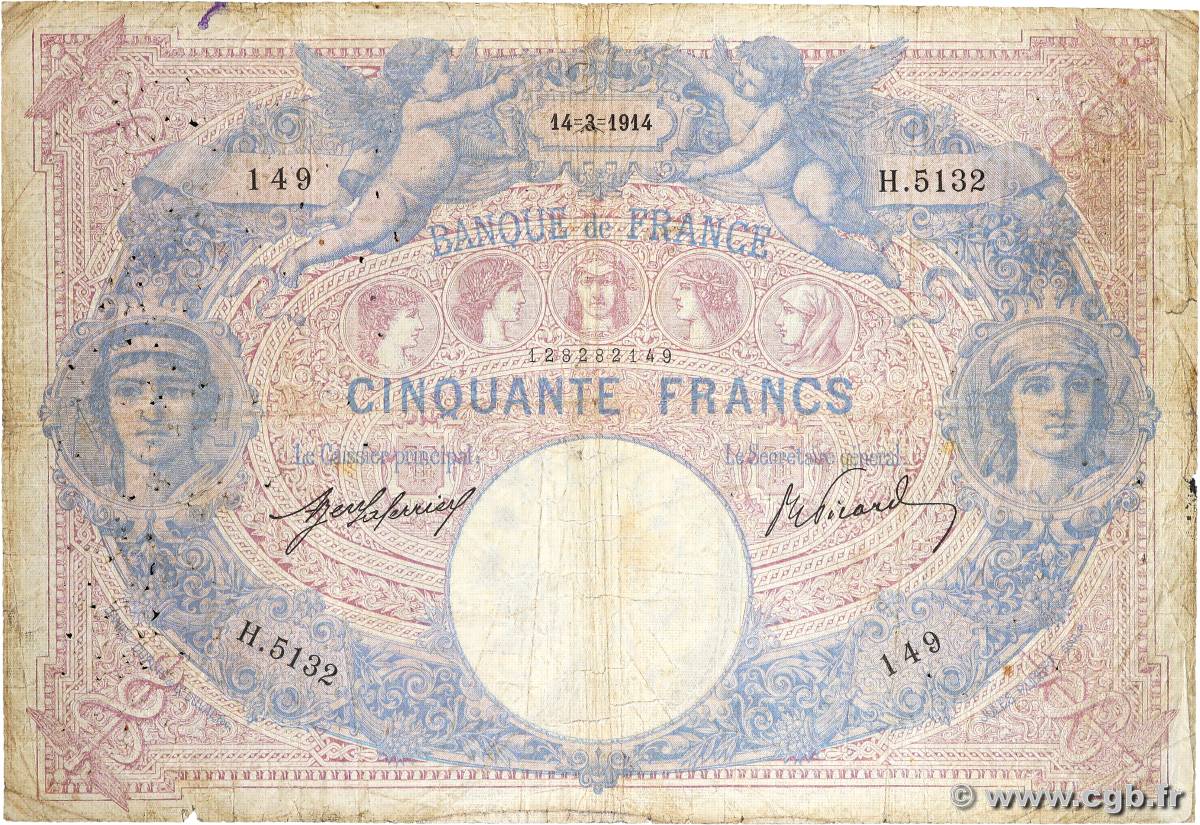 14=3=1914
149
H.5132
BANQUE de FRANCE
128282149
CINQUANTE FRANCS
Le Caissier principal,
Le Secrétaire général
H.5132
149
© www.cgb.fr